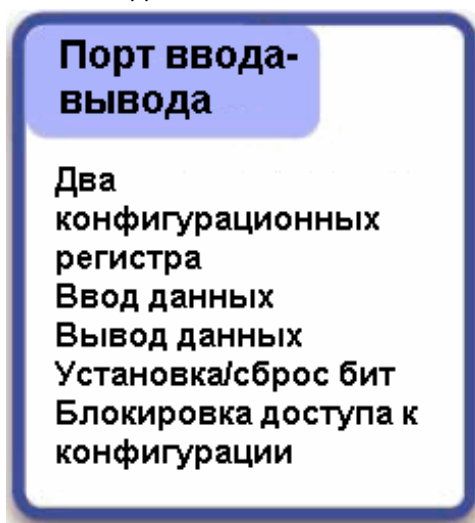 Порт ввода-
вывода
Два
конфигурационных
регистра
Ввод данных
Вывод данных
Установка/сброс бит
Блокировка доступа к
конфигурации